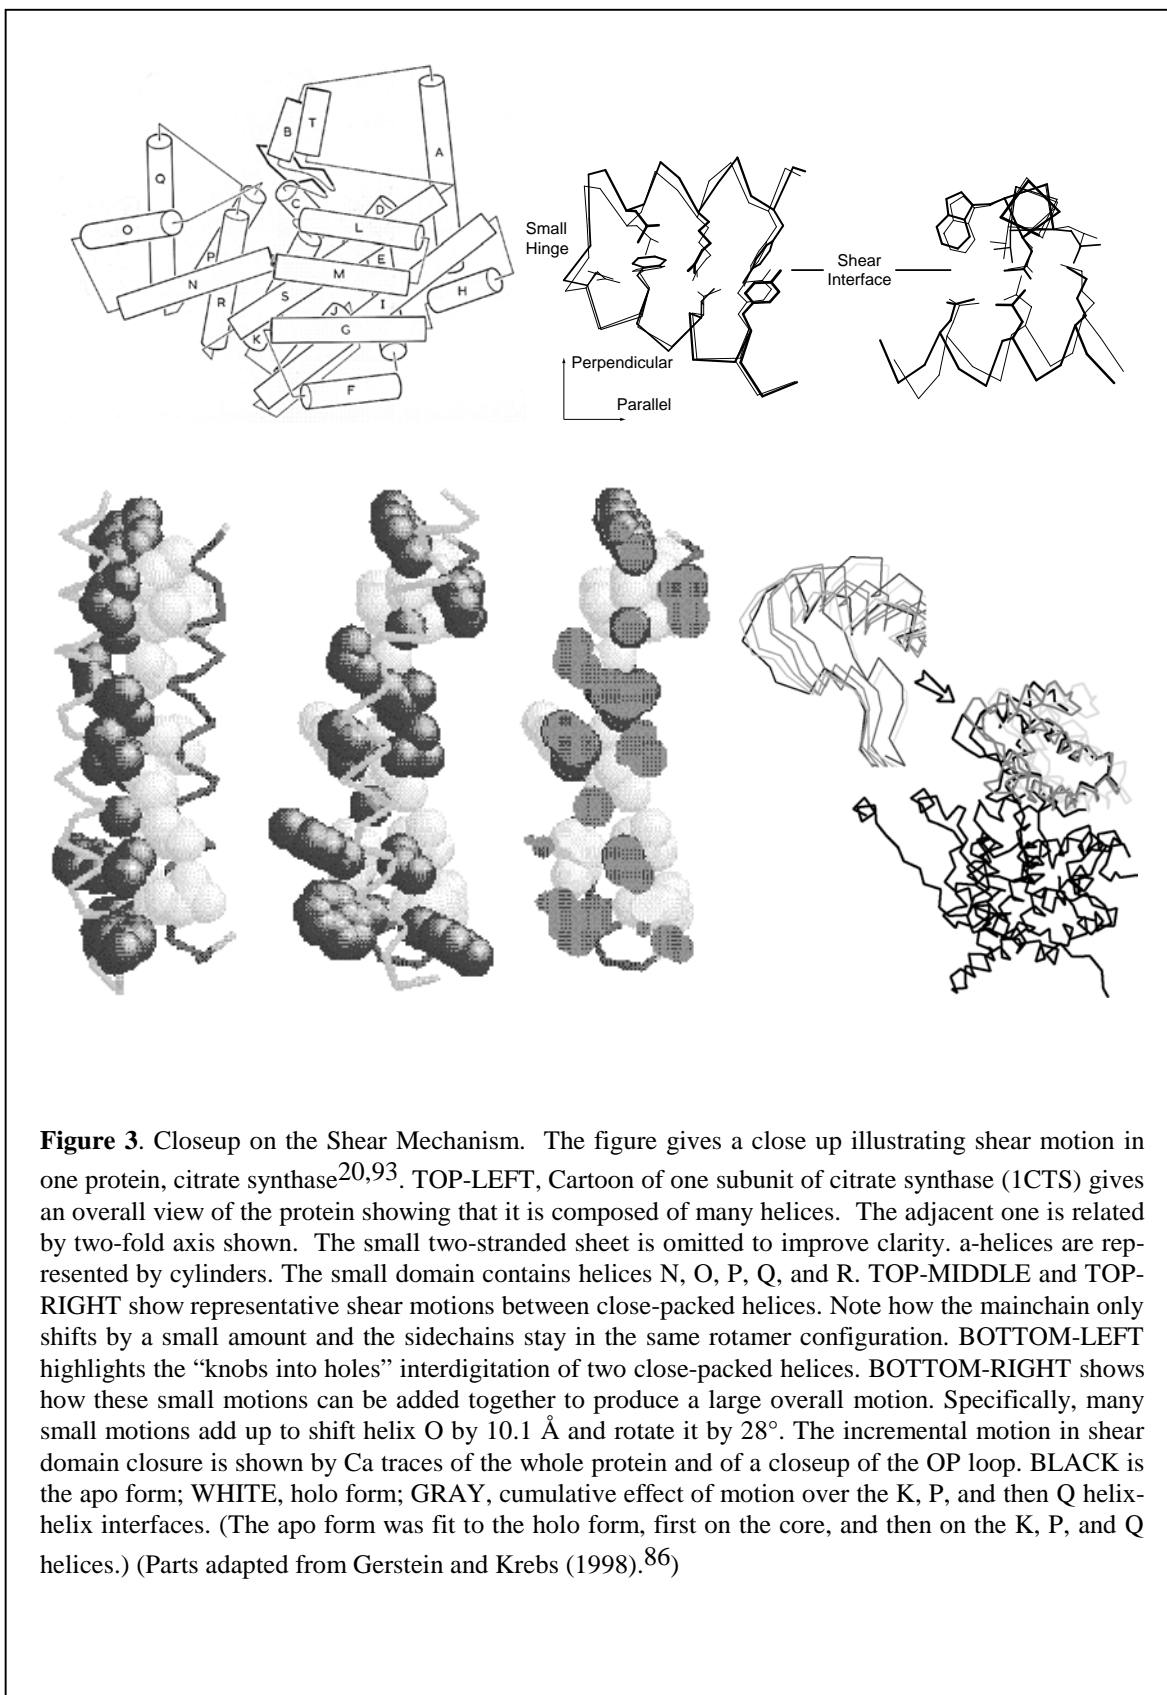 B
T
A
Q
C
D
O
L
P
E
M
N
R
S
J
I
H
K
G
F
Small
Hinge
Shear
Interface
Perpendicular
Parallel
Figure 3. Closeup on the Shear Mechanism. The figure gives a close up illustrating shear motion in
one protein, citrate synthase20,93. TOP-LEFT, Cartoon of one subunit of citrate synthase (1CTS) gives
an overall view of the protein showing that it is composed of many helices. The adjacent one is related
by two-fold axis shown. The small two-stranded sheet is omitted to improve clarity. a-helices are rep-
resented by cylinders. The small domain contains helices N, O, P, Q, and R. TOP-MIDDLE and TOP-
RIGHT show representative shear motions between close-packed helices. Note how the mainchain only
shifts by a small amount and the sidechains stay in the same rotamer configuration. BOTTOM-LEFT
highlights the “knobs into holes” interdigitation of two close-packed helices. BOTTOM-RIGHT shows
how these small motions can be added together to produce a large overall motion. Specifically, many
small motions add up to shift helix O by 10.1 Å and rotate it by 28°. The incremental motion in shear
domain closure is shown by Ca traces of the whole protein and of a closeup of the OP loop. BLACK is
the apo form; WHITE, holo form; GRAY, cumulative effect of motion over the K, P, and then Q helix-
helix interfaces. (The apo form was fit to the holo form, first on the core, and then on the K, P, and Q
helices.) (Parts adapted from Gerstein and Krebs (1998).86)